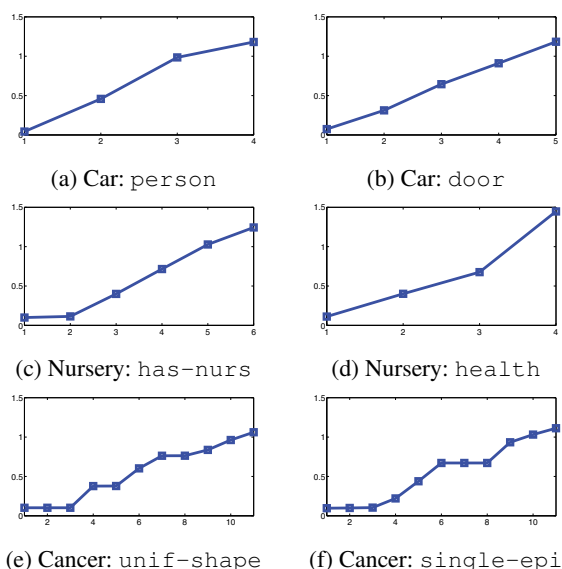 1.5
1
0.5
0
1 2 3 4
(a) Car: person
1.5
1
0.5
0
1 2 3 4 5
(b) Car: door
1.5
1
0.5
0
1 2 3 4 5 6
(c) Nursery: has-nurs
1.5
1
0.5
0
1 2 3 4
(d) Nursery: health
1.5
1
0.5
0
2 4 6 8 10
(e) Cancer: unif-shape
1.5
1
0.5
0
2 4 6 8 10
(f) Cancer: single-epi